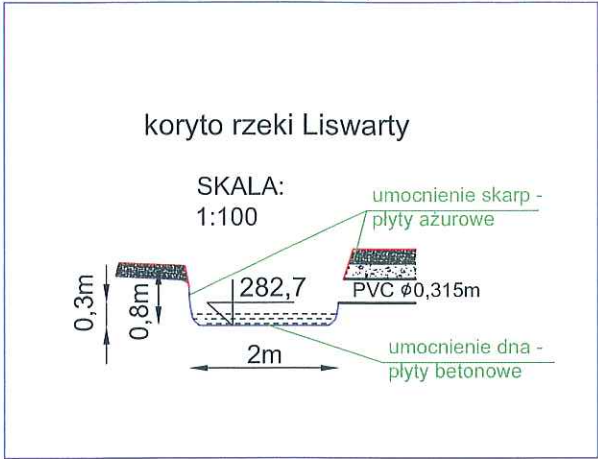 koryto rzeki Liswarty
SKALA:
1:100
umocnienie skarp -
płyty ażurowe
282,7
PVC ϕ0,315m
0,3m
0,8m
2m
umocnienie dna -
płyty betonowe